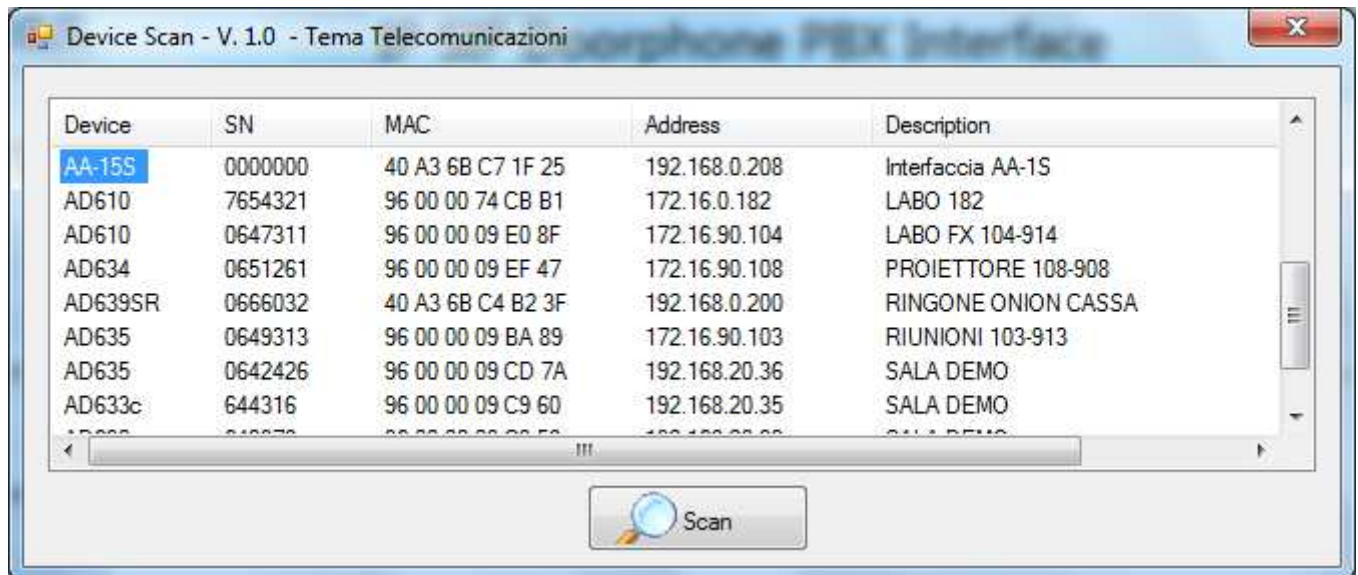 Device Scan - V. 1.0 - Tema Telecomunicazioni
Doorphone PBX Interface
Device SN MAC Address Description
AA-15S 0000000 40 A3 6B C7 1F 25 192.168.0.208 Interfaccia AA-1S
AD610 7654321 96 00 00 74 CB B1 172.16.0.182 LABO 182
AD610 0647311 96 00 00 09 E0 8F 172.16.90.104 LABO FX 104-914
AD634 0651261 96 00 00 09 EF 47 172.16.90.108 PROIETTORE 108-908
AD639SR 0666032 40 A3 6B C4 B2 3F 192.168.0.200 RINGONE ONION CASSA
AD635 0649313 96 00 00 09 BA 89 172.16.90.103 RIUNIONI 103-913
AD635 0642426 96 00 00 09 CD 7A 192.168.20.36 SALA DEMO
AD633c 644316 96 00 00 09 C9 60 192.168.20.35 SALA DEMO
SALA DEMO
Scan